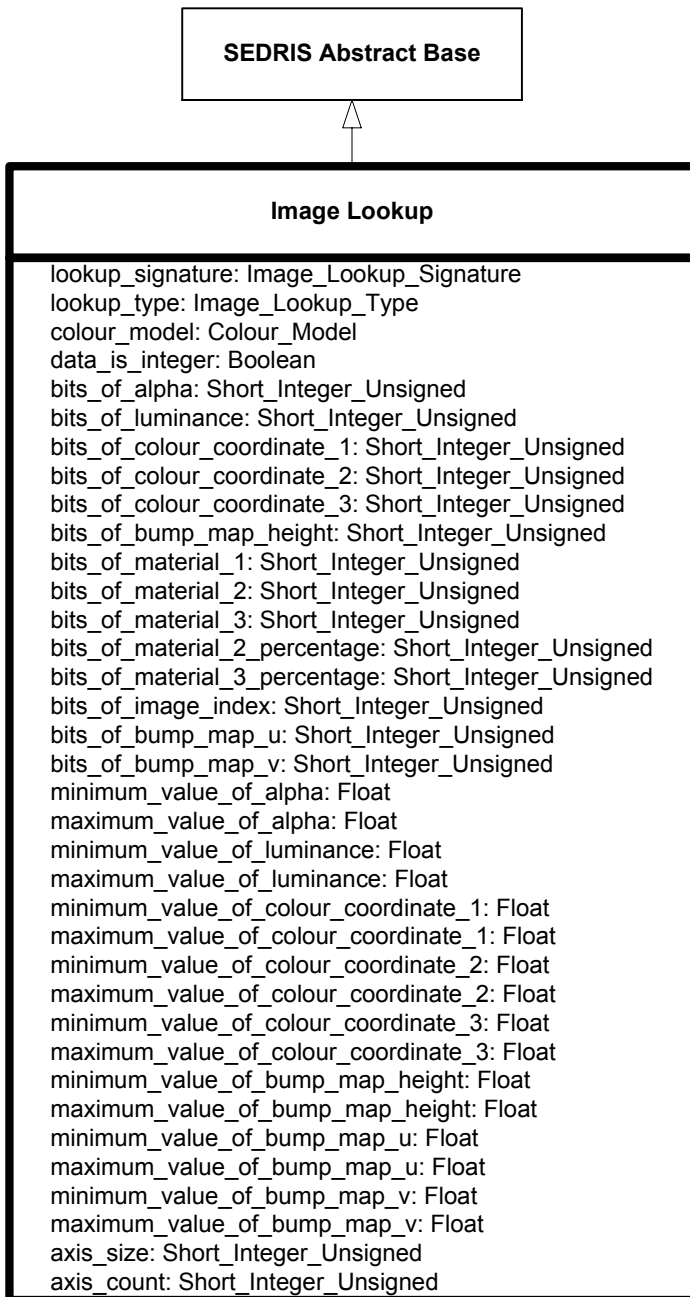 SEDRIS Abstract Base
Image Lookup
lookup_signature: Image_Lookup_Signature
lookup_type: Image_Lookup_Type
colour_model: Colour_Model
data_is_integer: Boolean
bits_of_alpha: Short_Integer_Unsigned
bits_of_luminance: Short_Integer_Unsigned
bits_of_colour_coordinate_1: Short_Integer_Unsigned
bits_of_colour_coordinate_2: Short_Integer_Unsigned
bits_of_colour_coordinate_3: Short_Integer_Unsigned
bits_of_bump_map_height: Short_Integer_Unsigned
bits_of_material_1: Short_Integer_Unsigned
bits_of_material_2: Short_Integer_Unsigned
bits_of_material_3: Short_Integer_Unsigned
bits_of_material_2_percentage: Short_Integer_Unsigned
bits_of_material_3_percentage: Short_Integer_Unsigned
bits_of_image_index: Short_Integer_Unsigned
bits_of_bump_map_u: Short_Integer_Unsigned
bits_of_bump_map_v: Short_Integer_Unsigned
minimum_value_of_alpha: Float
maximum_value_of_alpha: Float
minimum_value_of_luminance: Float
maximum_value_of_luminance: Float
minimum_value_of_colour_coordinate_1: Float
maximum_value_of_colour_coordinate_1: Float
minimum_value_of_colour_coordinate_2: Float
maximum_value_of_colour_coordinate_2: Float
minimum_value_of_colour_coordinate_3: Float
maximum_value_of_colour_coordinate_3: Float
minimum_value_of_bump_map_height: Float
maximum_value_of_bump_map_height: Float
minimum_value_of_bump_map_u: Float
maximum_value_of_bump_map_u: Float
minimum_value_of_bump_map_v: Float
maximum_value_of_bump_map_v: Float
axis_size: Short_Integer_Unsigned
axis_count: Short_Integer_Unsigned